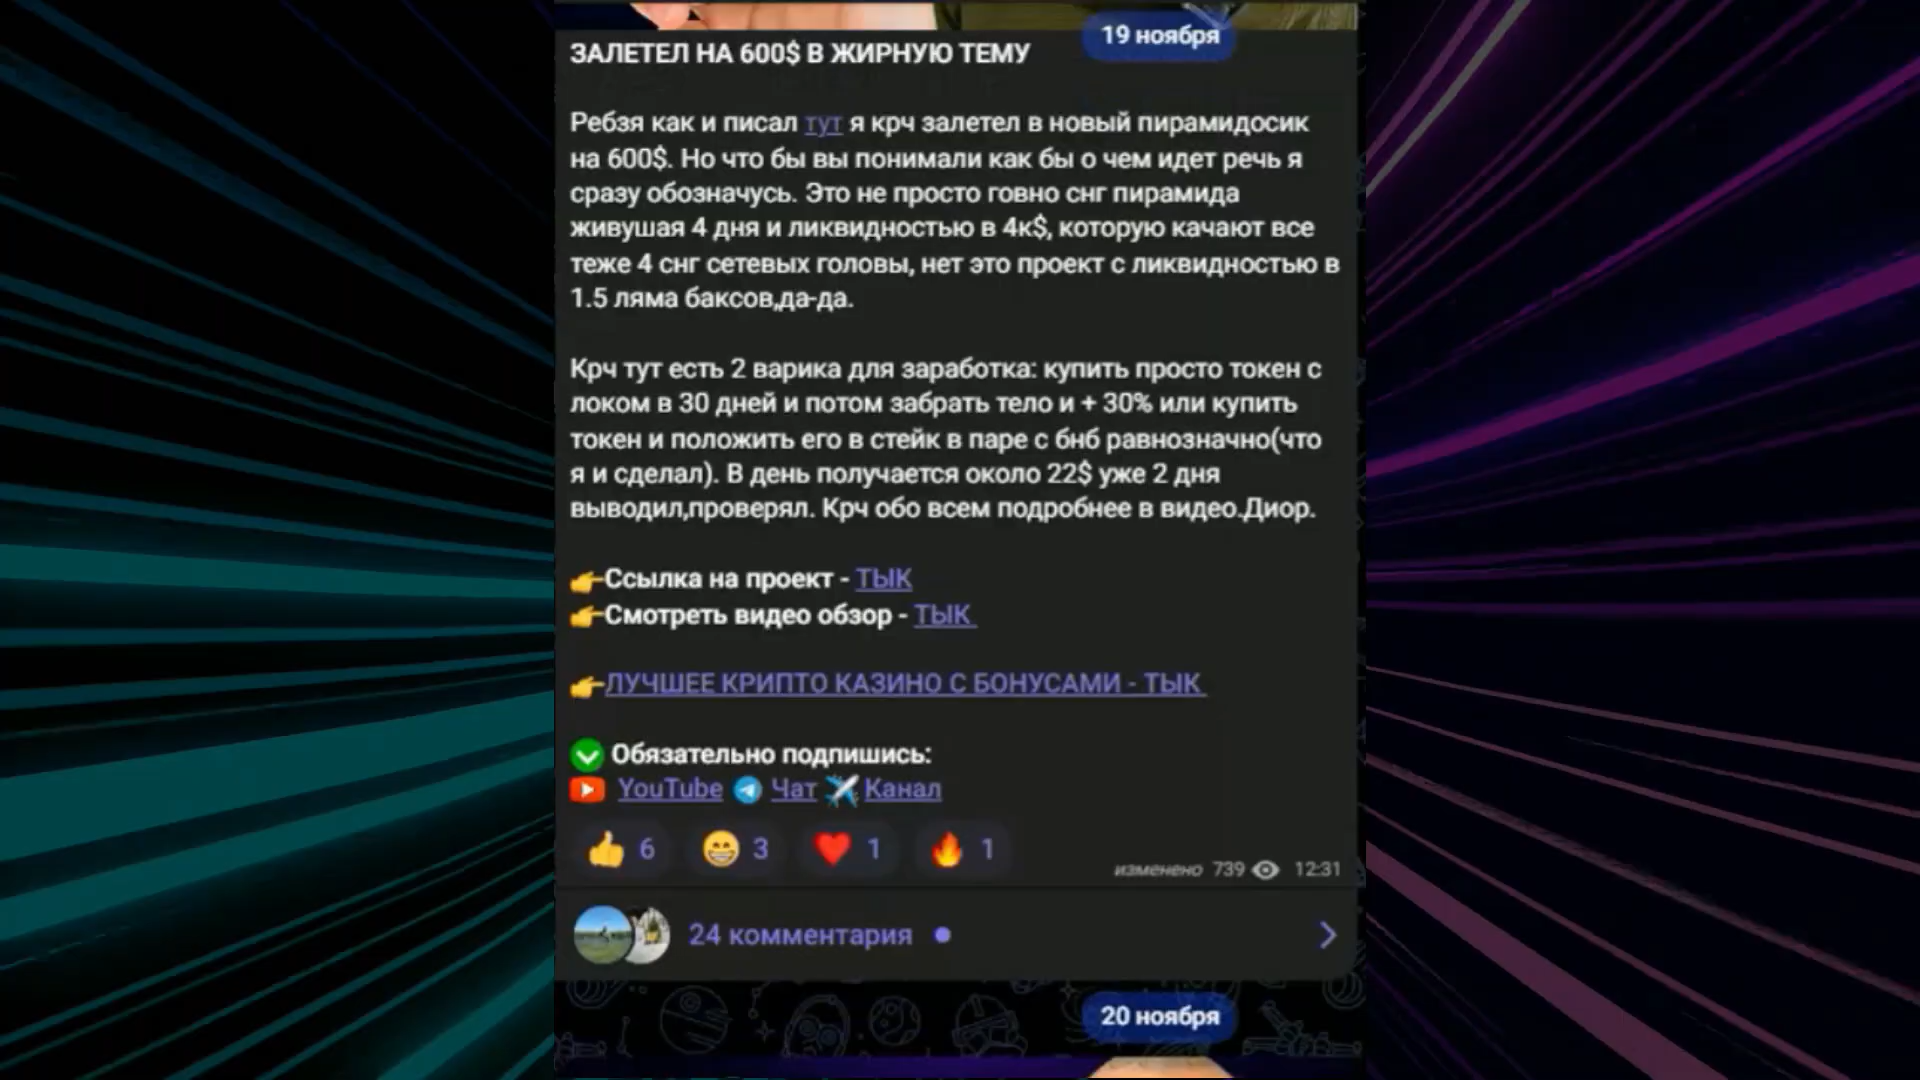 19 ноября
ЗАЛЕТЕЛ НА 600$ В ЖИРНУЮ ТЕМУ
Ребзя как и писал тут я крч залетел в новый пирамидосик
на 600$. Но что бы вы понимали как бы о чем идет речь я
сразу обозначусь. Это не просто говно снг пирамида
живушая 4 дня и ликвидностью в 4к$, которую качают все
теже 4 снг сетевых головы, нет это проект с ликвидностью в
1.5 ляма баксов,да-да.
Крч тут есть 2 варика для заработка: купить просто токен с
локом в 30 дней и потом забрать тело и + 30% или купить
токен и положить его в стейк в паре с бнб равнозначно(что
я и сделал). В день получается около 22$ уже 2 дня
выводил,проверял. Крч обо всем подробнее в видео.Диор.
👉Ссылка на проект - ТЫК
👉Смотреть видео обзор - ТЫК
👉ЛУЧШЕЕ КРИПТО КАЗИНО С БОНУСАМИ - ТЫК
Обязательно подпишись:
YouTube Чат Канал
👍 6 😁 3 ❤️ 1 🔥 1
изменено 739 12:31
24 комментария
20 ноября